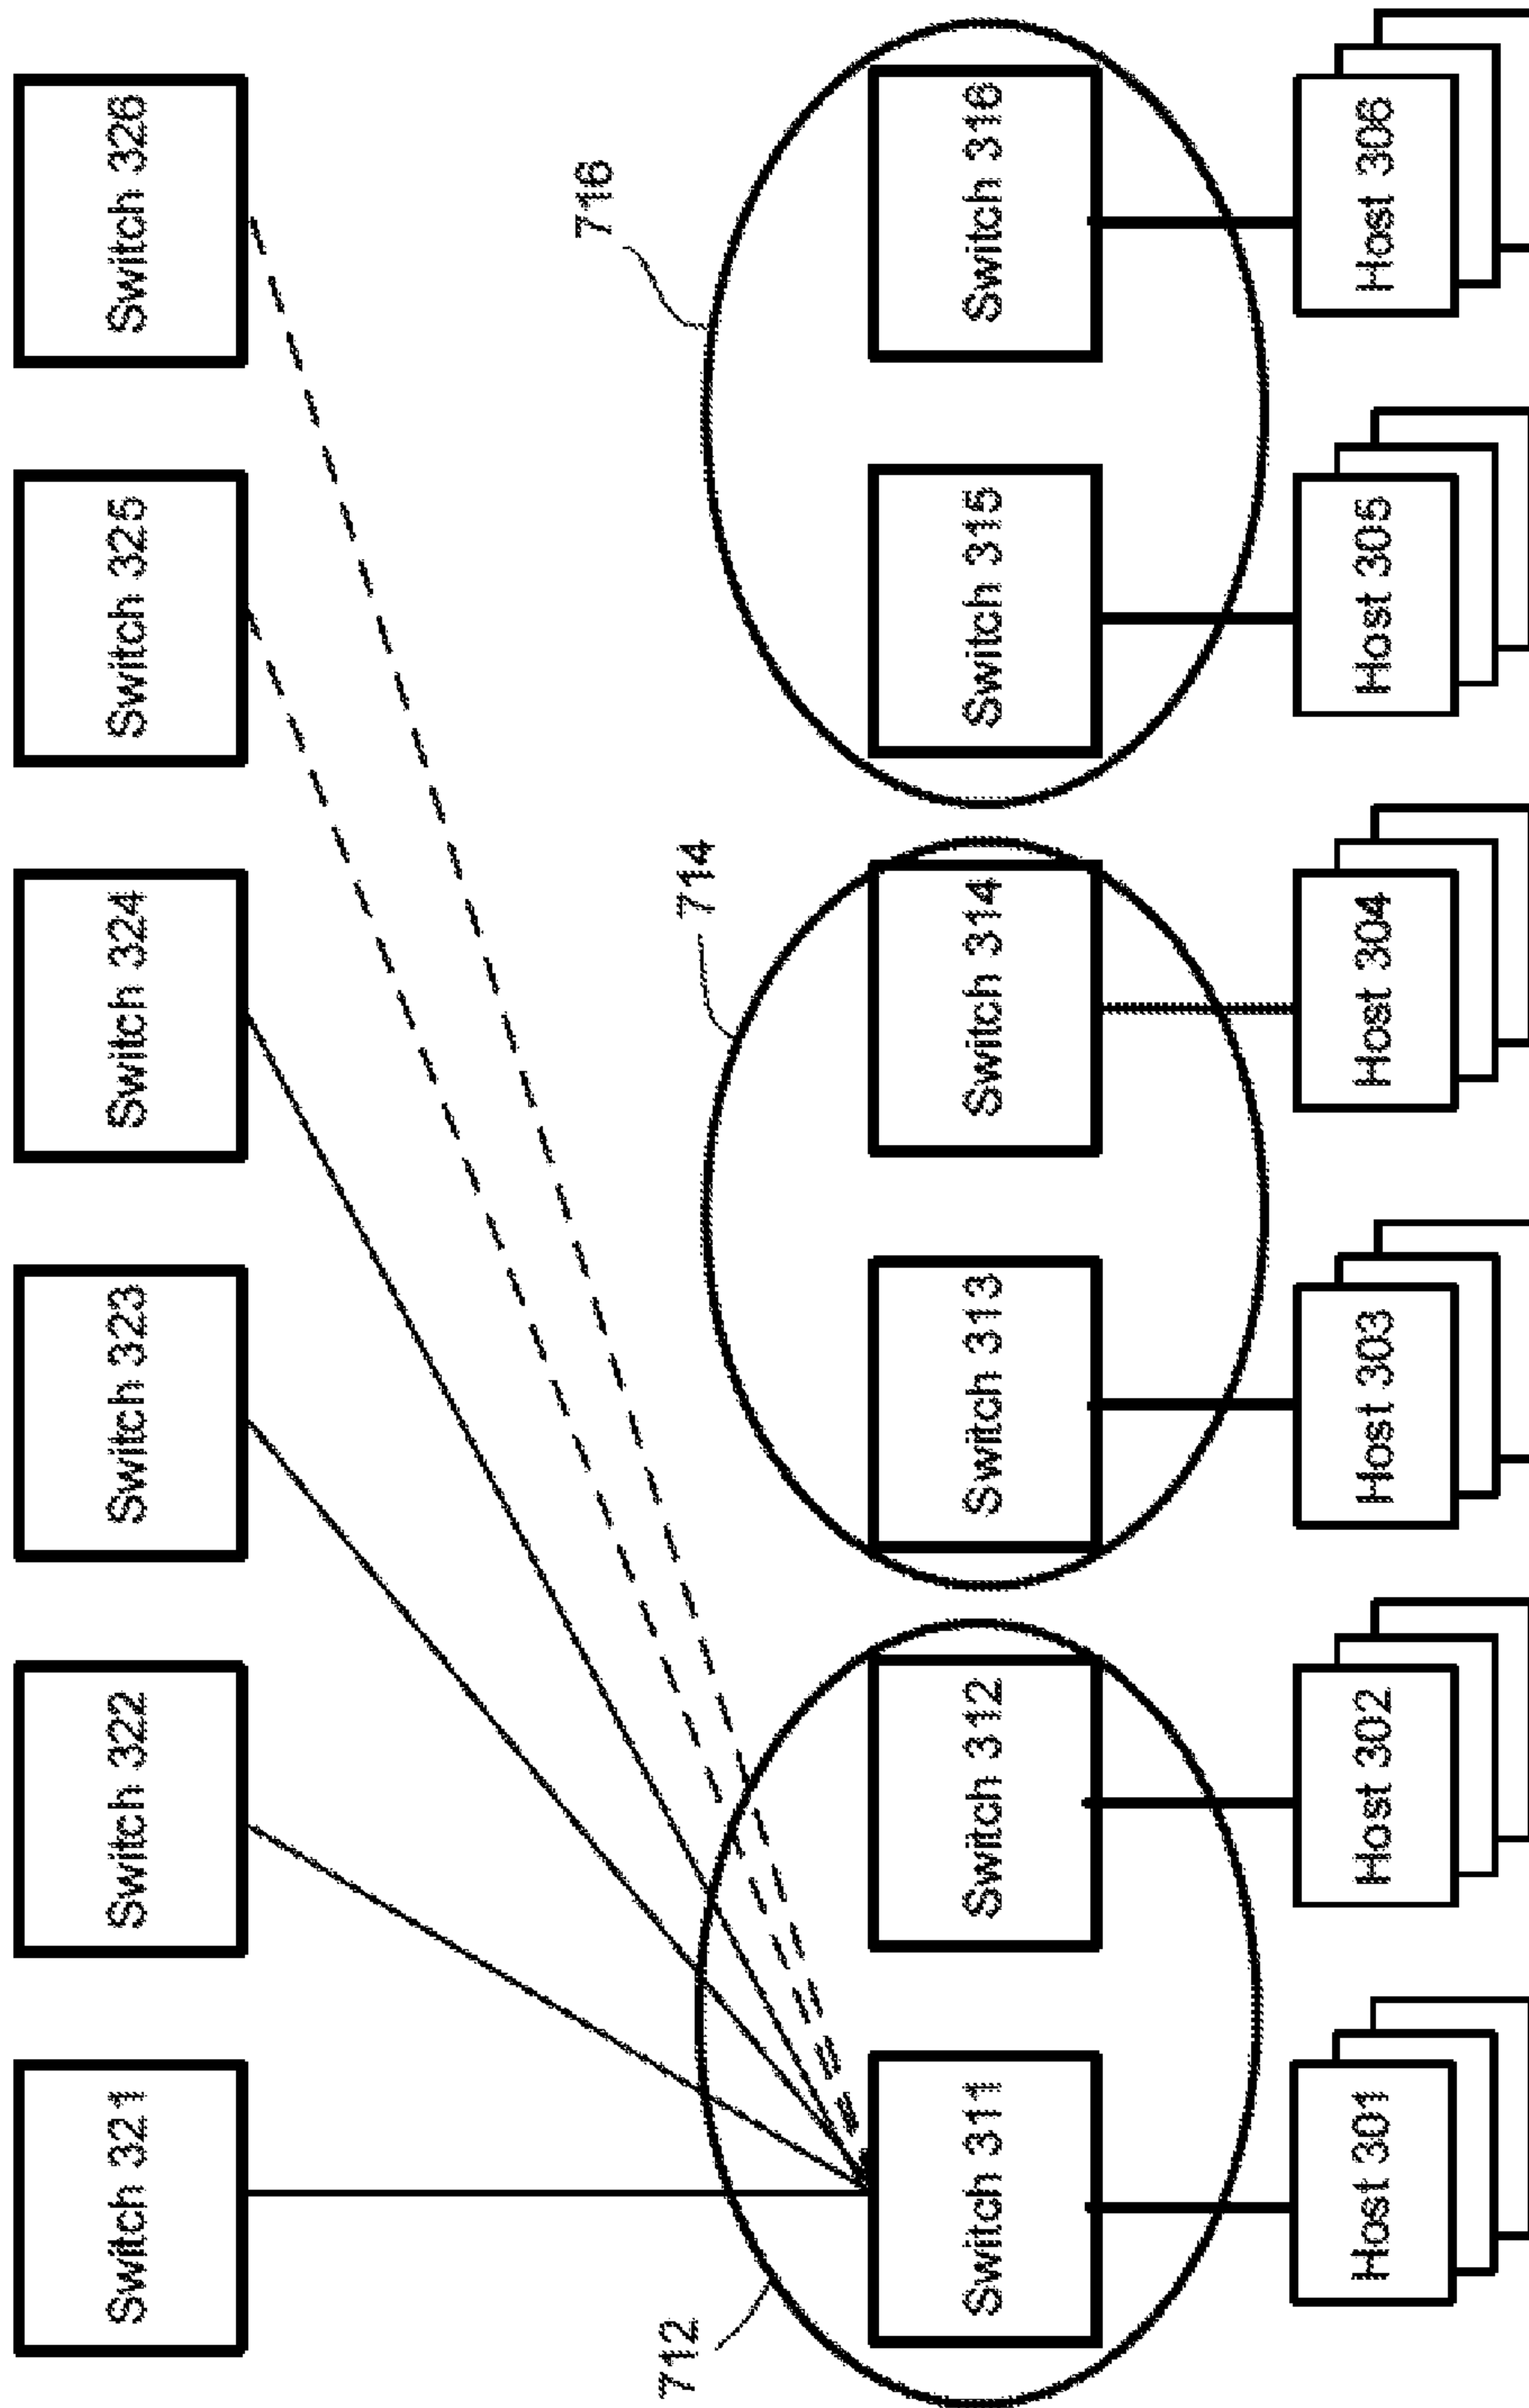 Switch 321
Switch 322
Switch 323
Switch 324
Switch 325
Switch 326
712
714
716
Switch 311
Switch 312
Switch 313
Switch 314
Switch 315
Switch 316
Host 301
Host 302
Host 303
Host 304
Host 305
Host 306